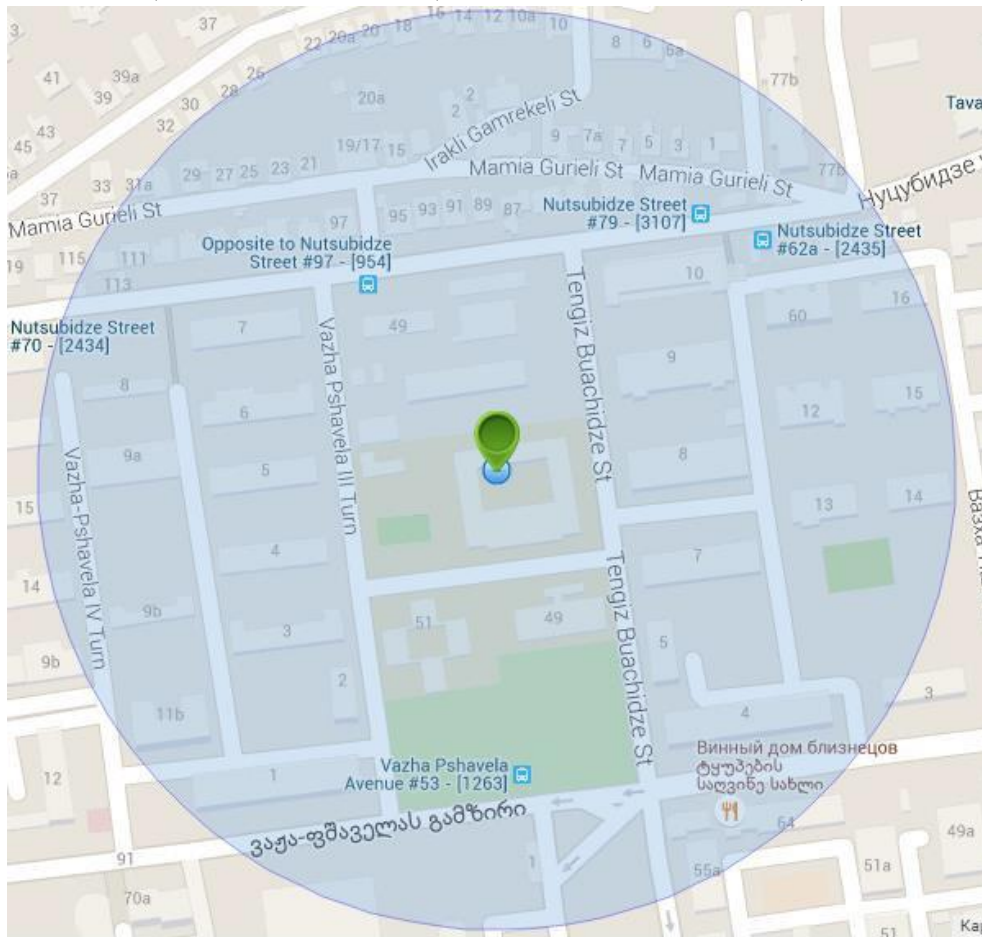 37
16
14
12
10a
10
18
20
20a
22
8
6
6a
77b
41
39a
39
26
28
30
32
20a
2
2
Irakli Gamrekeli St
43
45
19/17
15
9
7a
7
5
3
1
77b
Tava
37
33
31a
29
27
25
23
21
Mamia Gurieli St
Mamia Gurieli St
Mamia Gurieli St
Нуцубидзе
97
95
93
91
89
87
Nutsubidze Street
#79 - [3107]
Nutsubidze Street
#62a - [2435]
Opposite to Nutsubidze
Street #97 - [954]
19
115
111
113
10
16
Nutsubidze Street
#70 - [2434]
7
49
60
Vazha Pshavela III Turn
Tengiz Buachidze St
9
8
6
12
15
9a
5
8
15
Vazha-Pshavela IV Turn
13
14
4
7
14
9b
51
49
Tengiz Buachidze St
3
5
9b
2
3
11b
4
Винный дом близнецов
ტყუპების
საღვინე სახლი
12
1
Vazha Pshavela
Avenue #53 - [1263]
ვაჟა-ფშაველას გამზირი
64
49a
91
1
55a
51a
70a
51